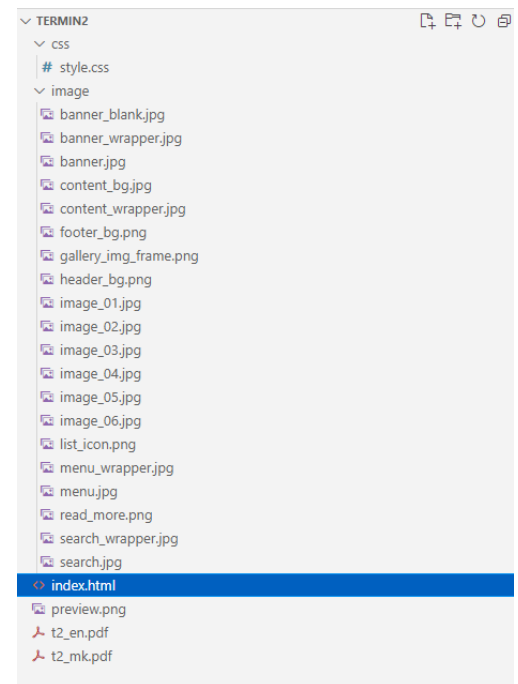 TERMIN2
css
# style.css
image
banner_blank.jpg
banner_wrapper.jpg
banner.jpg
content_bg.jpg
content_wrapper.jpg
footer_bg.png
gallery_img_frame.png
header_bg.png
image_01.jpg
image_02.jpg
image_03.jpg
image_04.jpg
image_05.jpg
image_06.jpg
list_icon.png
menu_wrapper.jpg
menu.jpg
read_more.png
search_wrapper.jpg
search.jpg
<> index.html
preview.png
t2_en.pdf
t2_mk.pdf